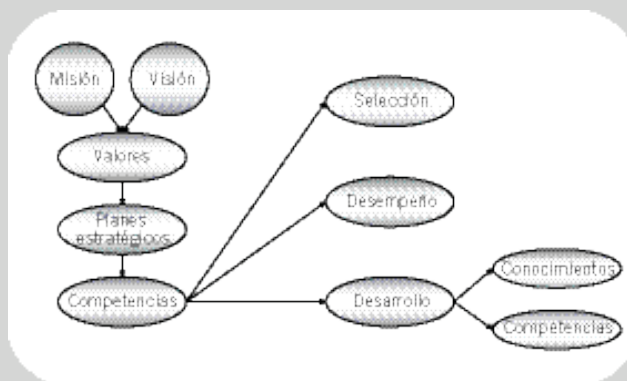 Misión
Visión
Selección
Valores
Desempeño
Planes
estratégicos
Conocimientos
Competencias
Desarrollo
Competencias